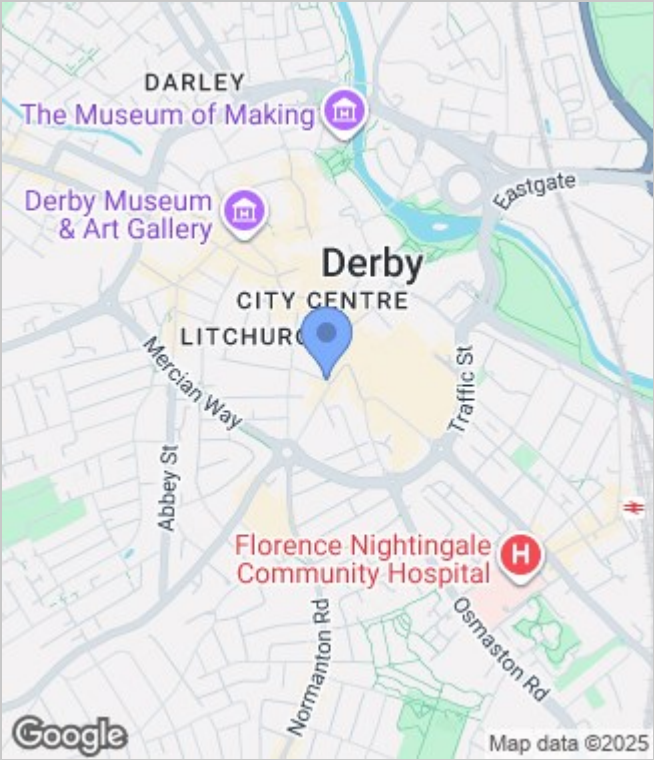 DARLEY
The Museum of Making
Derby Museum
& Art Gallery
Eastgate
Derby
CITY CENTRE
LITCHURC
Mercian Way
Traffic St
Abbey St
Florence Nightingale
Community Hospital
H
Osmaston Rd
Normanton Rd
Google
Map data ©2025